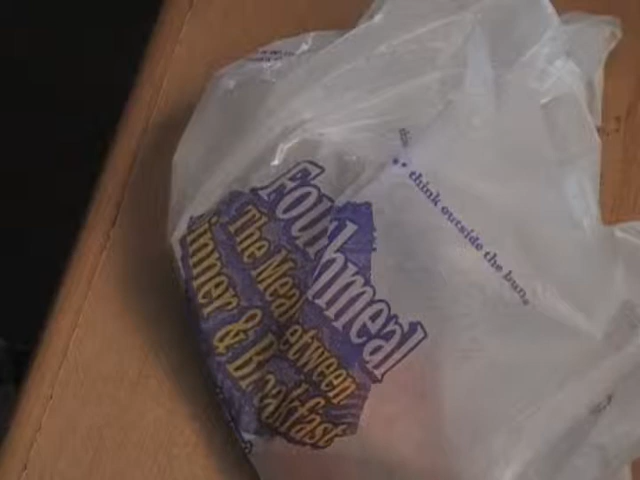 Fourthmeal
The Meal Between
Dinner & Breakfast
think outside the bun